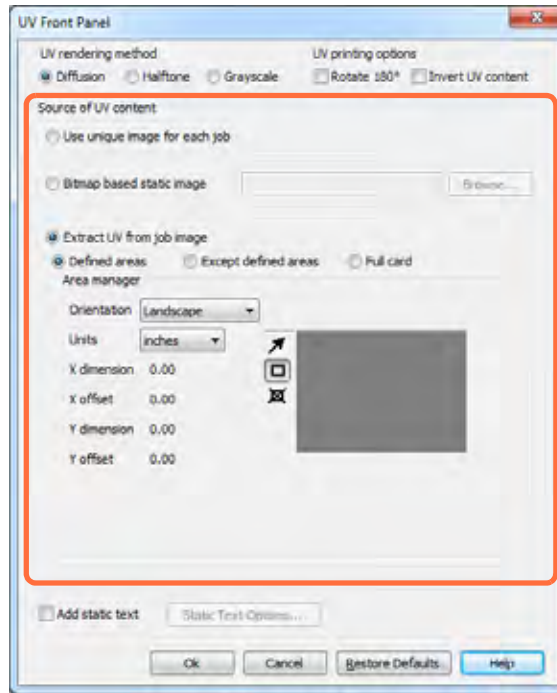 UV Front Panel
UV rendering method UV printing options
Diffusion Halftone Grayscale Rotate 180° Invert UV content
Source of UV content
Use unique image for each job
Bitmap based static image Browse...
Extract UV from job image
Defined areas Except defined areas Full card
Area manager
Orientation Landscape
Units inches
X dimension 0.00
X offset 0.00
Y dimension 0.00
Y offset 0.00
Add static text Static Text Options...
Ok Cancel Restore Defaults Help